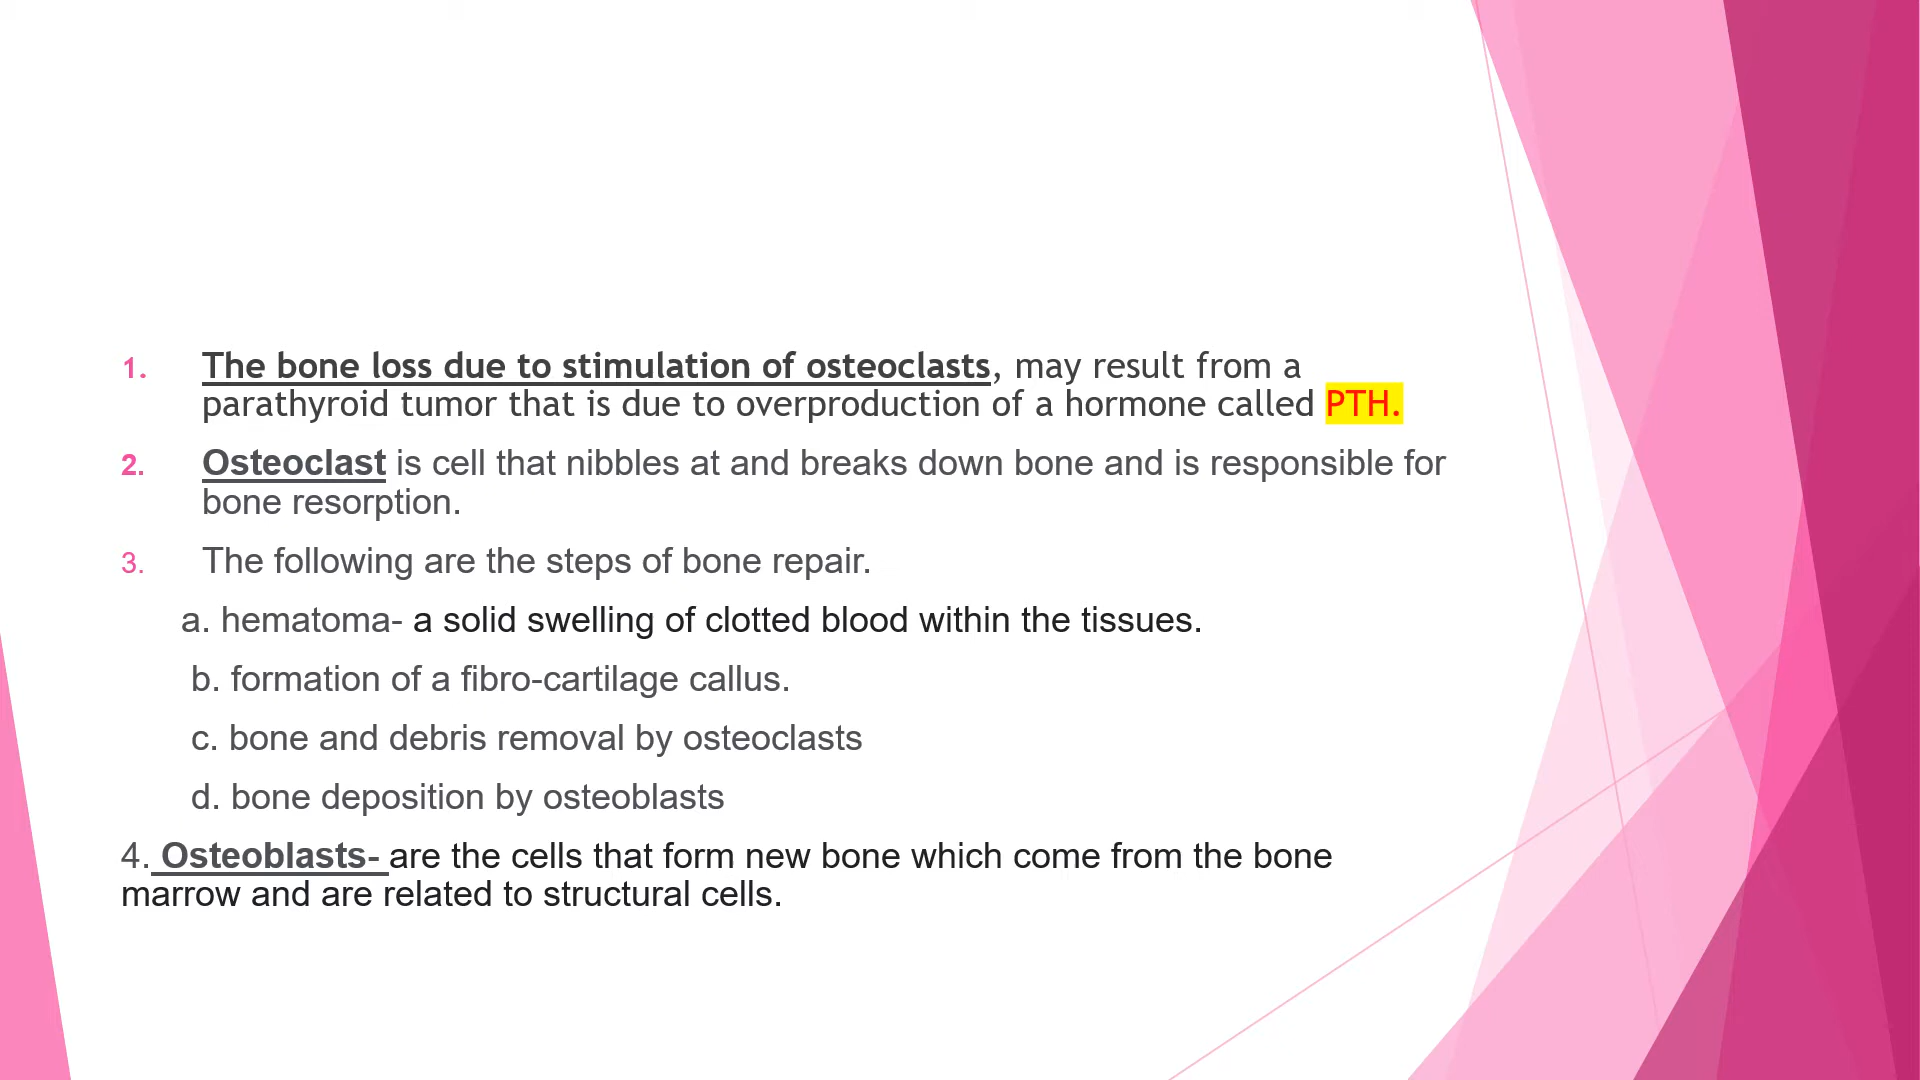 1. The bone loss due to stimulation of osteoclasts, may result from a
parathyroid tumor that is due to overproduction of a hormone called PTH.
2. Osteoclast is cell that nibbles at and breaks down bone and is responsible for
bone resorption.
3. The following are the steps of bone repair.
a. hematoma- a solid swelling of clotted blood within the tissues.
b. formation of a fibro-cartilage callus.
c. bone and debris removal by osteoclasts
d. bone deposition by osteoblasts
4. Osteoblasts- are the cells that form new bone which come from the bone
marrow and are related to structural cells.